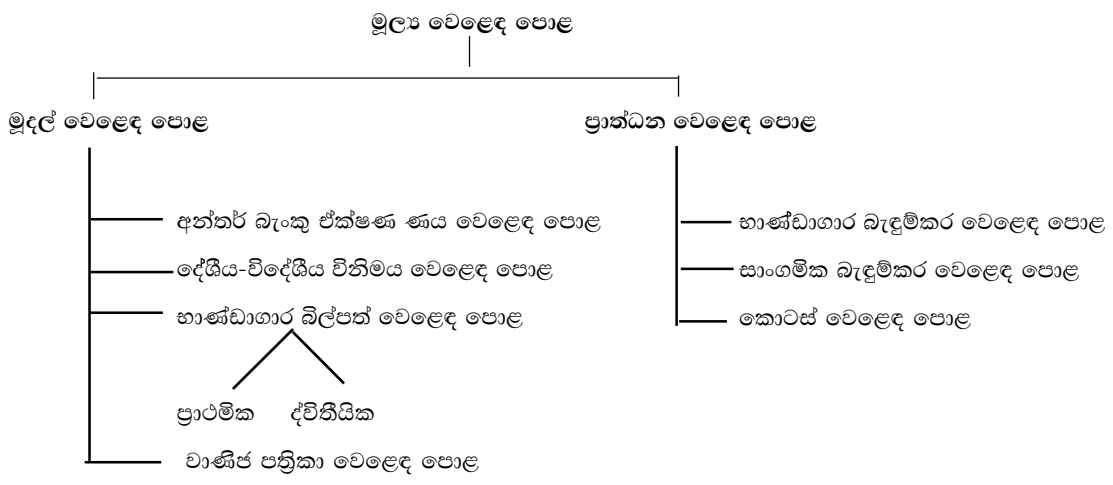 මූල්‍ය වෙළෙඳ පොළ
මූදල් වෙළෙඳ පොළ
ප්‍රාත්ධන වෙළෙඳ පොළ
අන්තර් බැංකු ඒක්ෂණ ණය වෙළෙඳ පොළ
දේශීය-විදේශීය විනිමය වෙළෙඳ පොළ
භාණ්ඩාගාර බිල්පත් වෙළෙඳ පොළ
ප්‍රාථමික ද්විතීයික
වාණිජ පත්‍රිකා වෙළෙඳ පොළ
භාණ්ඩාගාර බැඳුම්කර වෙළෙඳ පොළ
සාංගමික බැඳුම්කර වෙළෙඳ පොළ
කොටස් වෙළෙඳ පොළ